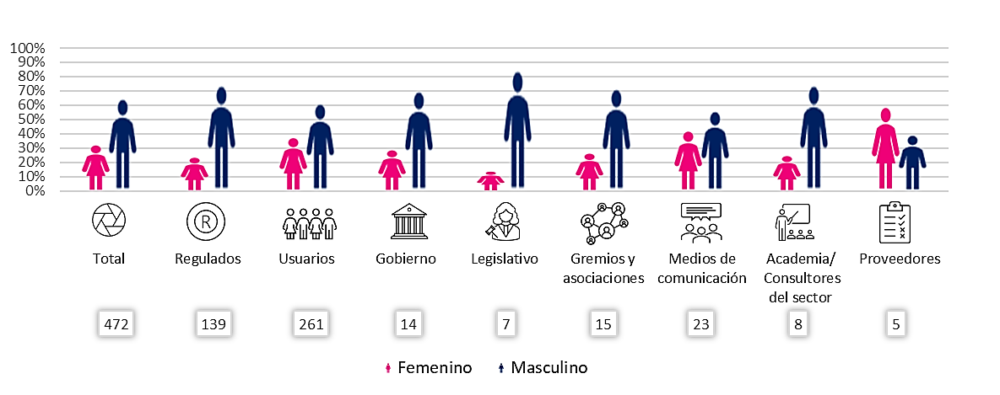 100%
90%
80%
70%
60%
50%
40%
30%
20%
10%
0%
R
Total
Regulados
Usuarios
Gobierno
Legislativo
Gremios y
asociaciones
Medios de
comunicación
Academia/
Consultores
del sector
Proveedores
472
139
261
14
7
15
23
8
5
Femenino
Masculino